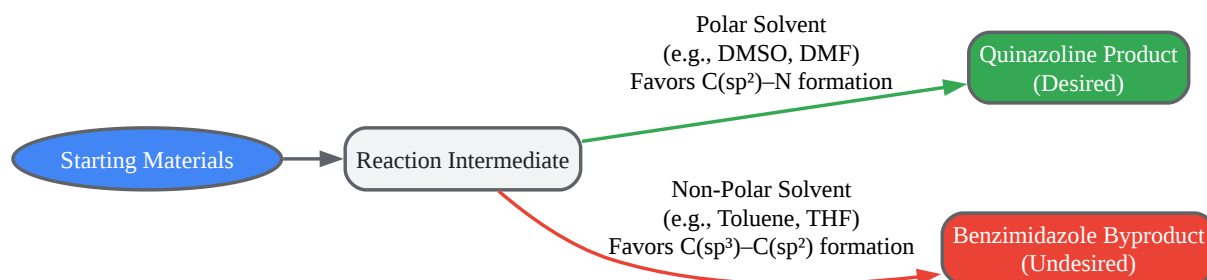 Starting Materials
Reaction Intermediate
Polar Solvent
(e.g., DMSO, DMF)
Favors C(sp²)–N formation
Quinazoline Product
(Desired)
Non-Polar Solvent
(e.g., Toluene, THF)
Favors C(sp³)–C(sp²) formation
Benzimidazole Byproduct
(Undesired)